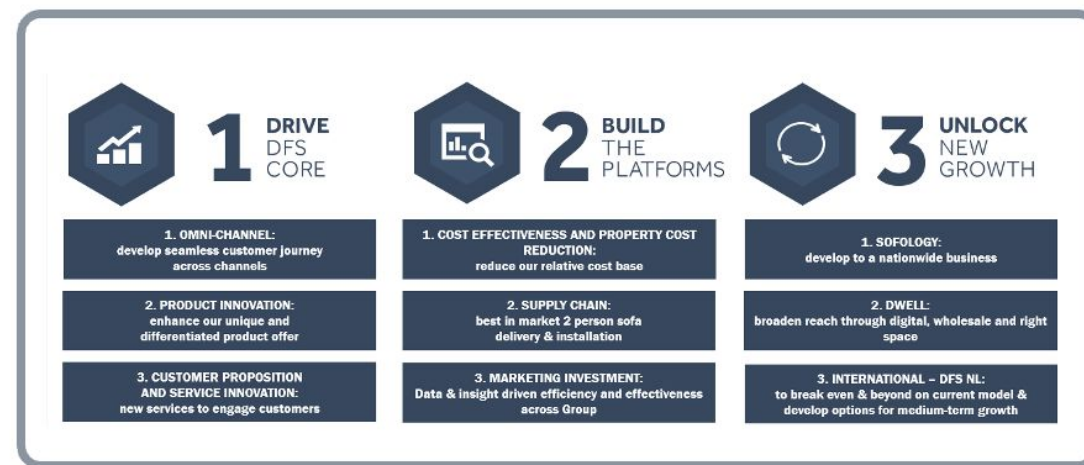 1
DRIVE
DFS
CORE
1. OMNI-CHANNEL:
develop seamless customer journey
across channels
2. PRODUCT INNOVATION:
enhance our unique and
differentiated product offer
3. CUSTOMER PROPOSITION
AND SERVICE INNOVATION:
new services to engage customers
2
BUILD
THE
PLATFORMS
1. COST EFFECTIVENESS AND PROPERTY COST
REDUCTION:
reduce our relative cost base
2. SUPPLY CHAIN:
best in market 2 person sofa
delivery & installation
3. MARKETING INVESTMENT:
Data & insight driven efficiency and effectiveness
across Group
3
UNLOCK
NEW
GROWTH
1. SOFOLOGY:
develop to a nationwide business
2. DWELL:
broaden reach through digital, wholesale and right
space
3. INTERNATIONAL – DFS NL:
to break even & beyond on current model &
develop options for medium-term growth